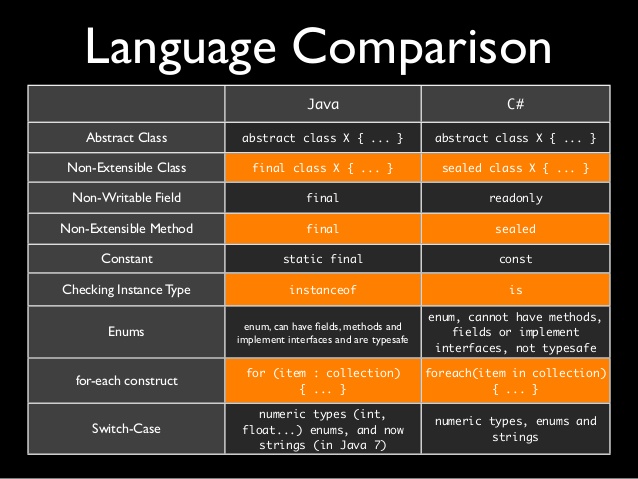 Language Comparison
Java
C#
Abstract Class
abstract class X { ... }
abstract class X { ... }
Non-Extensible Class
final class X { ... }
sealed class X { ... }
Non-Writable Field
final
readonly
Non-Extensible Method
final
sealed
Constant
static final
const
Checking Instance Type
instanceof
is
Enums
enum, can have fields, methods and
implement interfaces and are typesafe
enum, cannot have methods,
fields or implement
interfaces, not typesafe
for-each construct
for (item : collection)
{ ... }
foreach(item in collection)
{ ... }
Switch-Case
numeric types (int,
float...) enums, and now
strings (in Java 7)
numeric types, enums and
strings